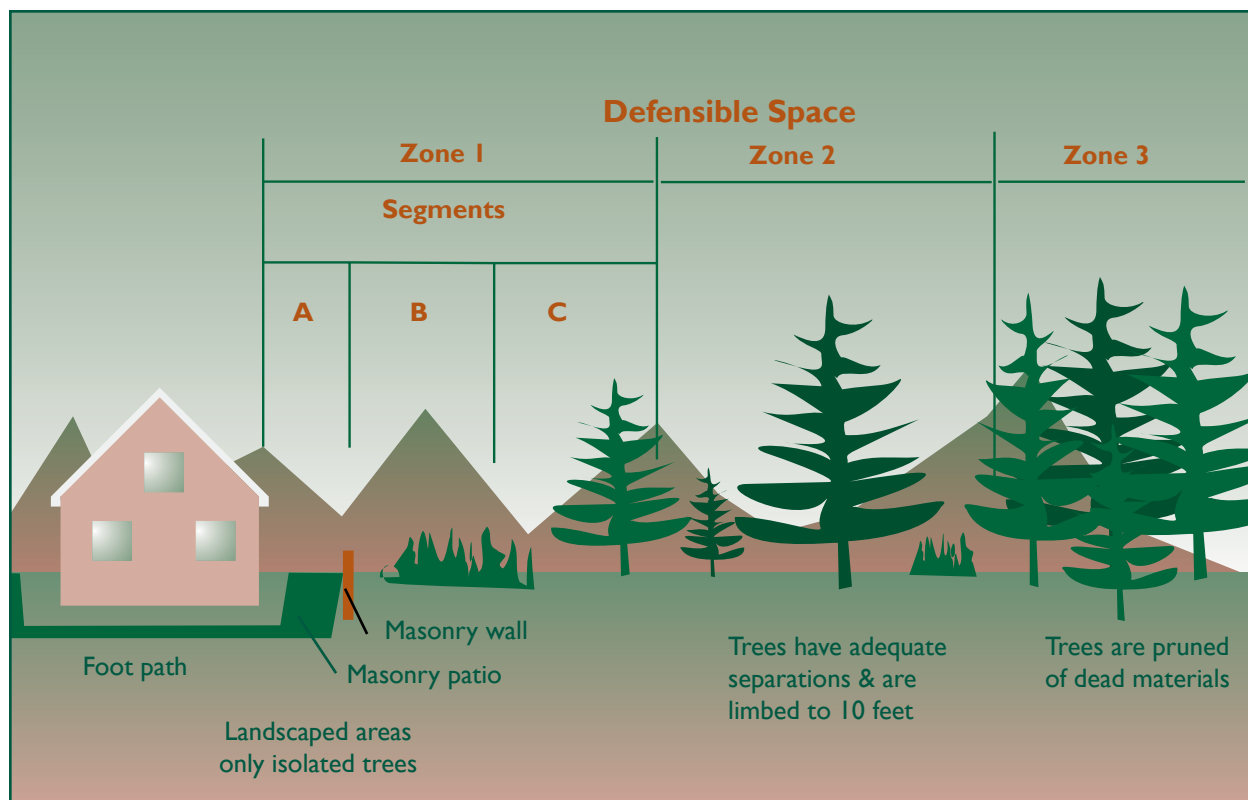 Defensible Space
Zone 1
Zone 2
Zone 3
Segments
A
B
C
Masonry wall
Foot path
Masonry patio
Landscaped areas
only isolated trees
Trees have adequate
separations & are
limbed to 10 feet
Trees are pruned
of dead materials